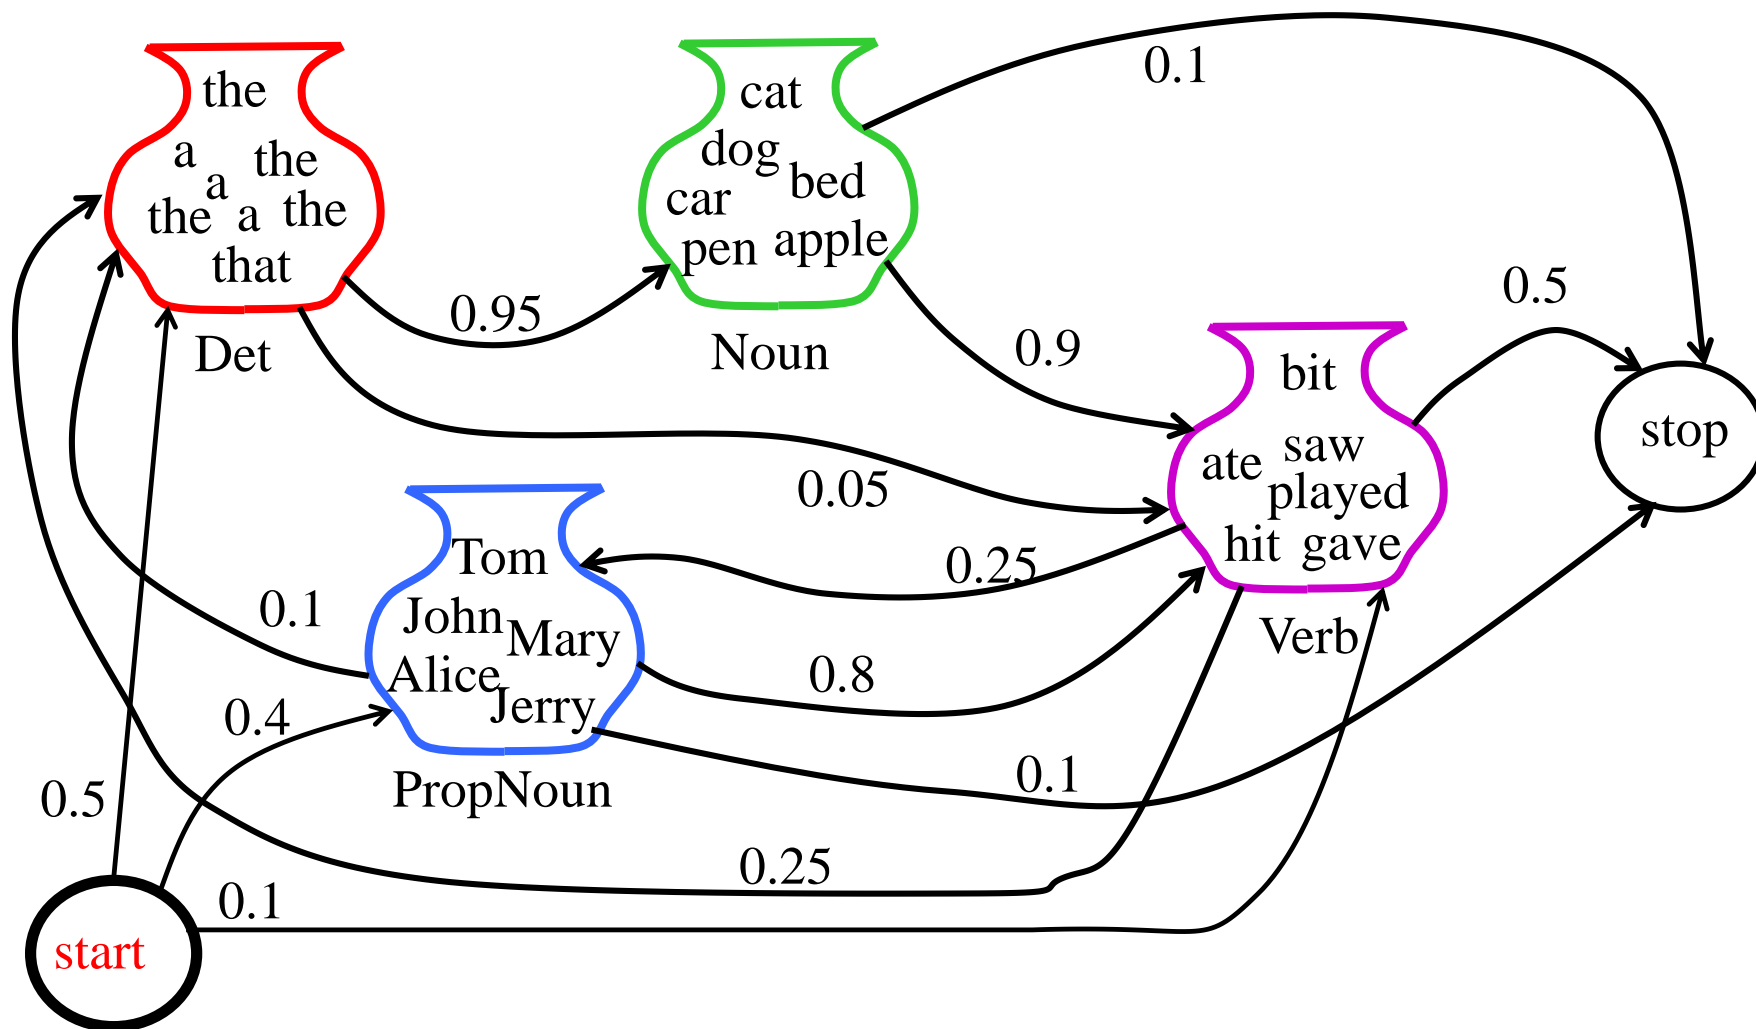 the
a
the
a
the
a
the
that
Det
0.95
cat
dog
bed
car
pen
apple
Noun
0.1
0.9
0.5
bit
saw
ate
played
hit
gave
Verb
stop
0.05
0.25
Tom
John
Mary
Alice
Jerry
PropNoun
0.1
0.4
0.8
0.1
0.5
0.25
0.1
start